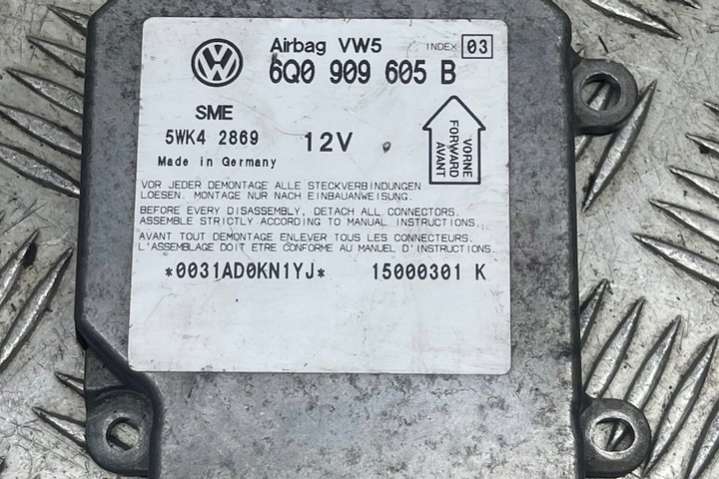 Airbag VW5 INDEX 03
6Q0 909 605 B
SME
5WK4 2869 12V
Made in Germany
VORNE
FORWARD
AVANT
VOR JEDER DEMONTAGE ALLE STECKVERBINDUNGEN
LOESEN. MONTAGE NUR NACH EINBAUANWEISUNG.
BEFORE EVERY DISASSEMBLY, DETACH ALL CONNECTORS.
ASSEMBLE STRICTLY ACCORDING TO MANUAL INSTRUCTIONS.
AVANT TOUT DEMONTAGE ENLEVER TOUS LES CONNECTEURS.
L'ASSEMBLAGE DOIT ETRE CONFORME AU MANUEL D'INSTRUCTIONS.
*0031AD0KN1YJ* 15000301 K